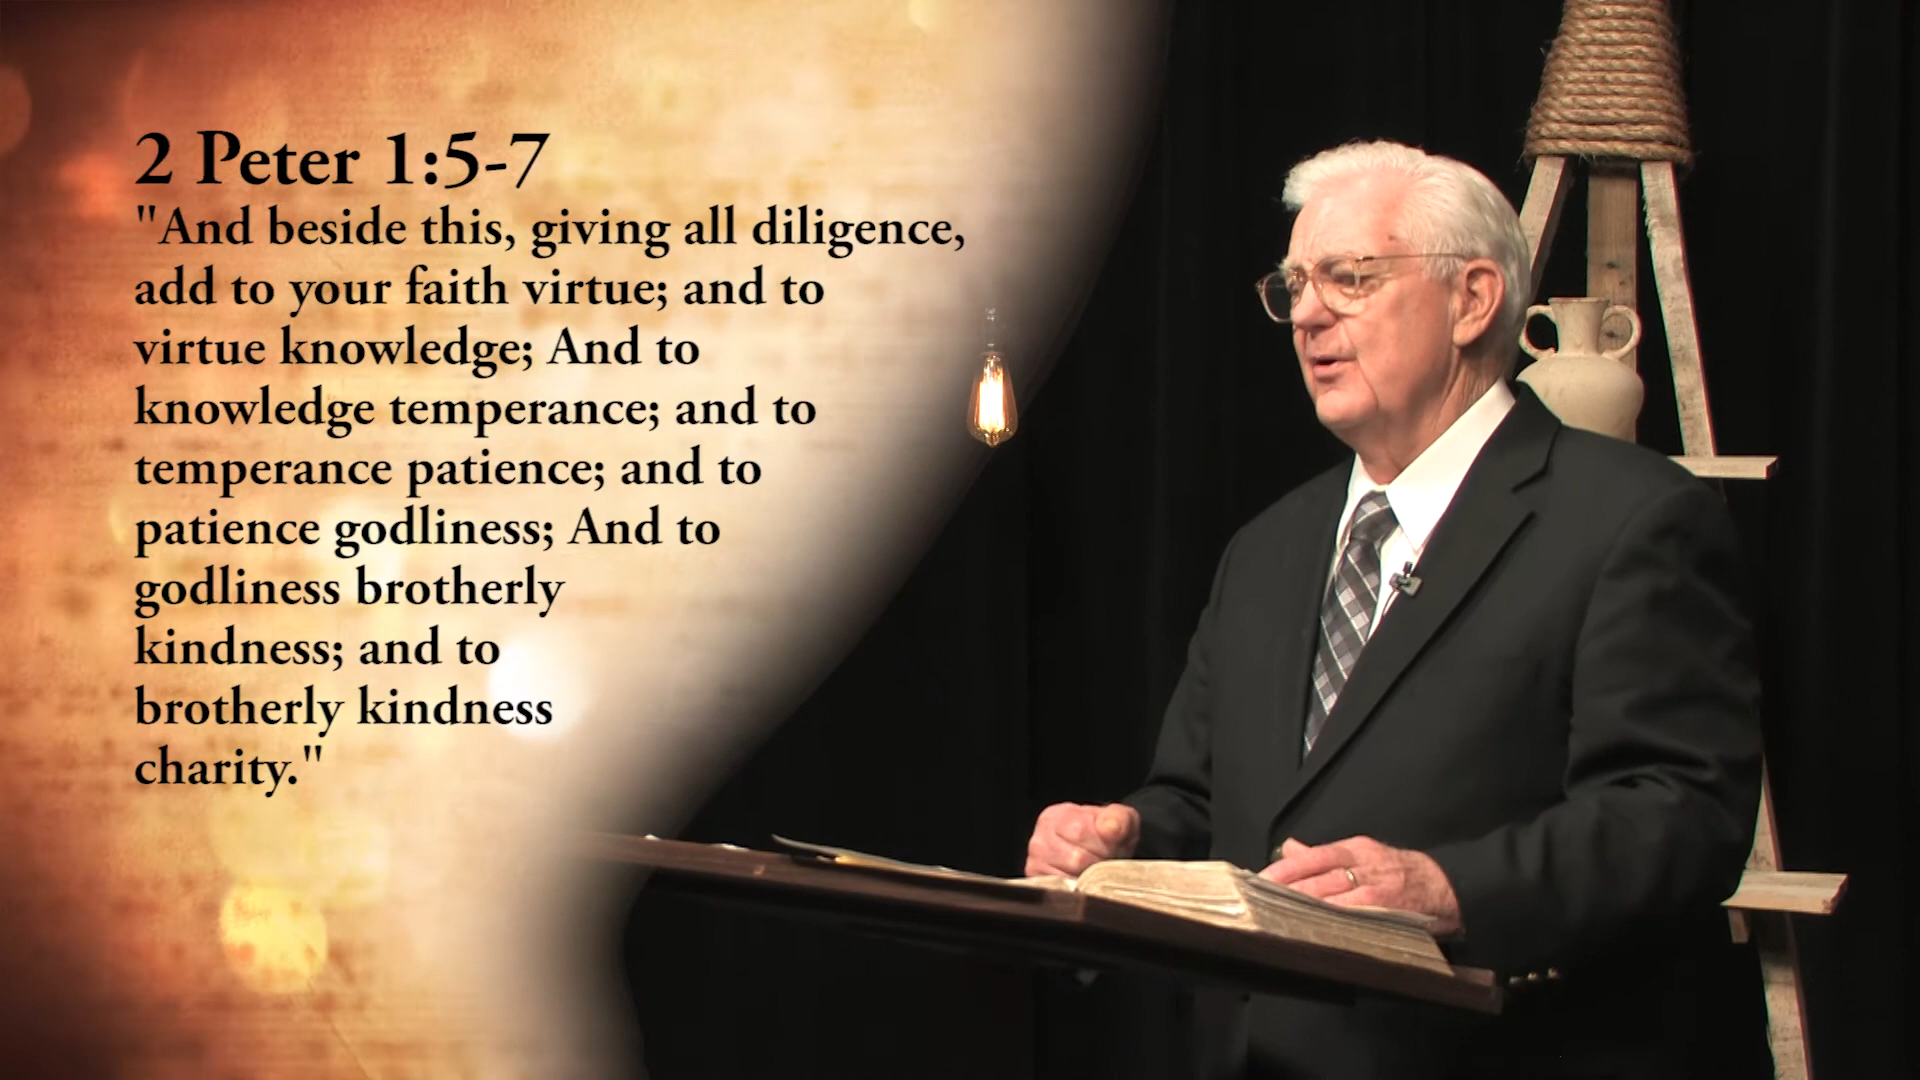 2 Peter 1:5-7
"And beside this, giving all diligence,
add to your faith virtue; and to
virtue knowledge; And to
knowledge temperance; and to
temperance patience; and to
patience godliness; And to
godliness brotherly
kindness; and to
brotherly kindness
charity."